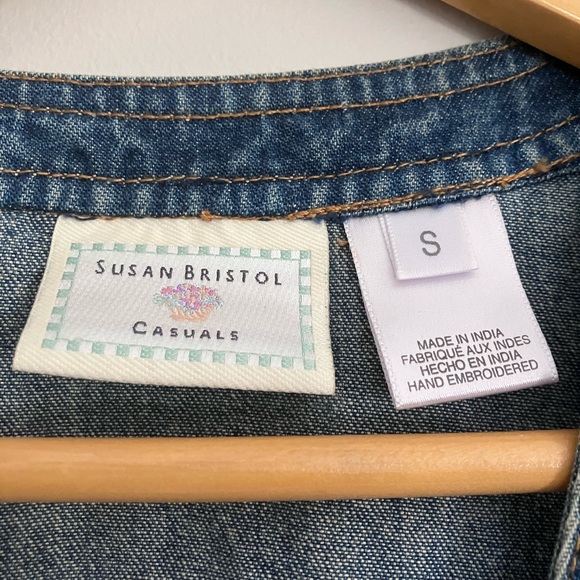 SUSAN BRISTOL
CASUALS
S
MADE IN INDIA
FABRIQUÉ AUX INDES
HECHO EN INDIA
HAND EMBROIDERED